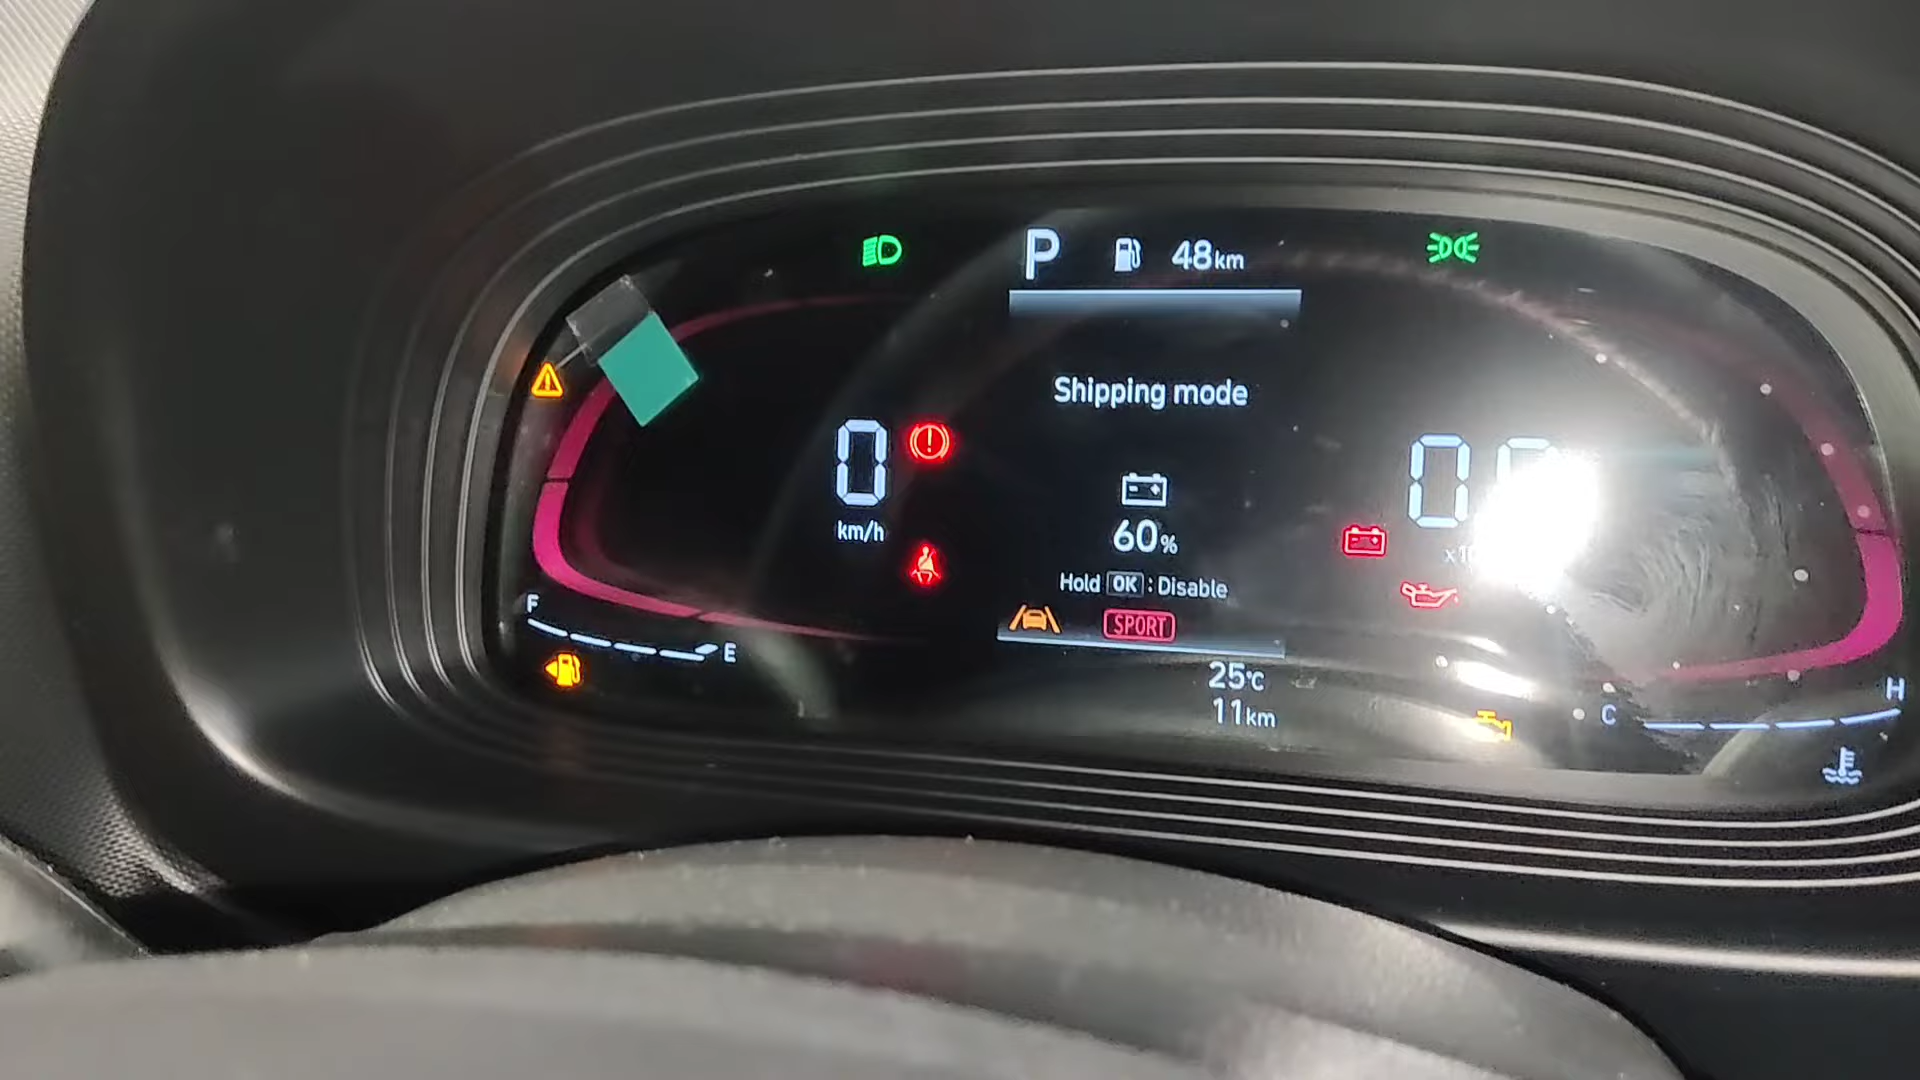 P 48km
Shipping mode
0
km/h
60%
Hold OK : Disable
SPORT
F
E
25°C
11km
H
C